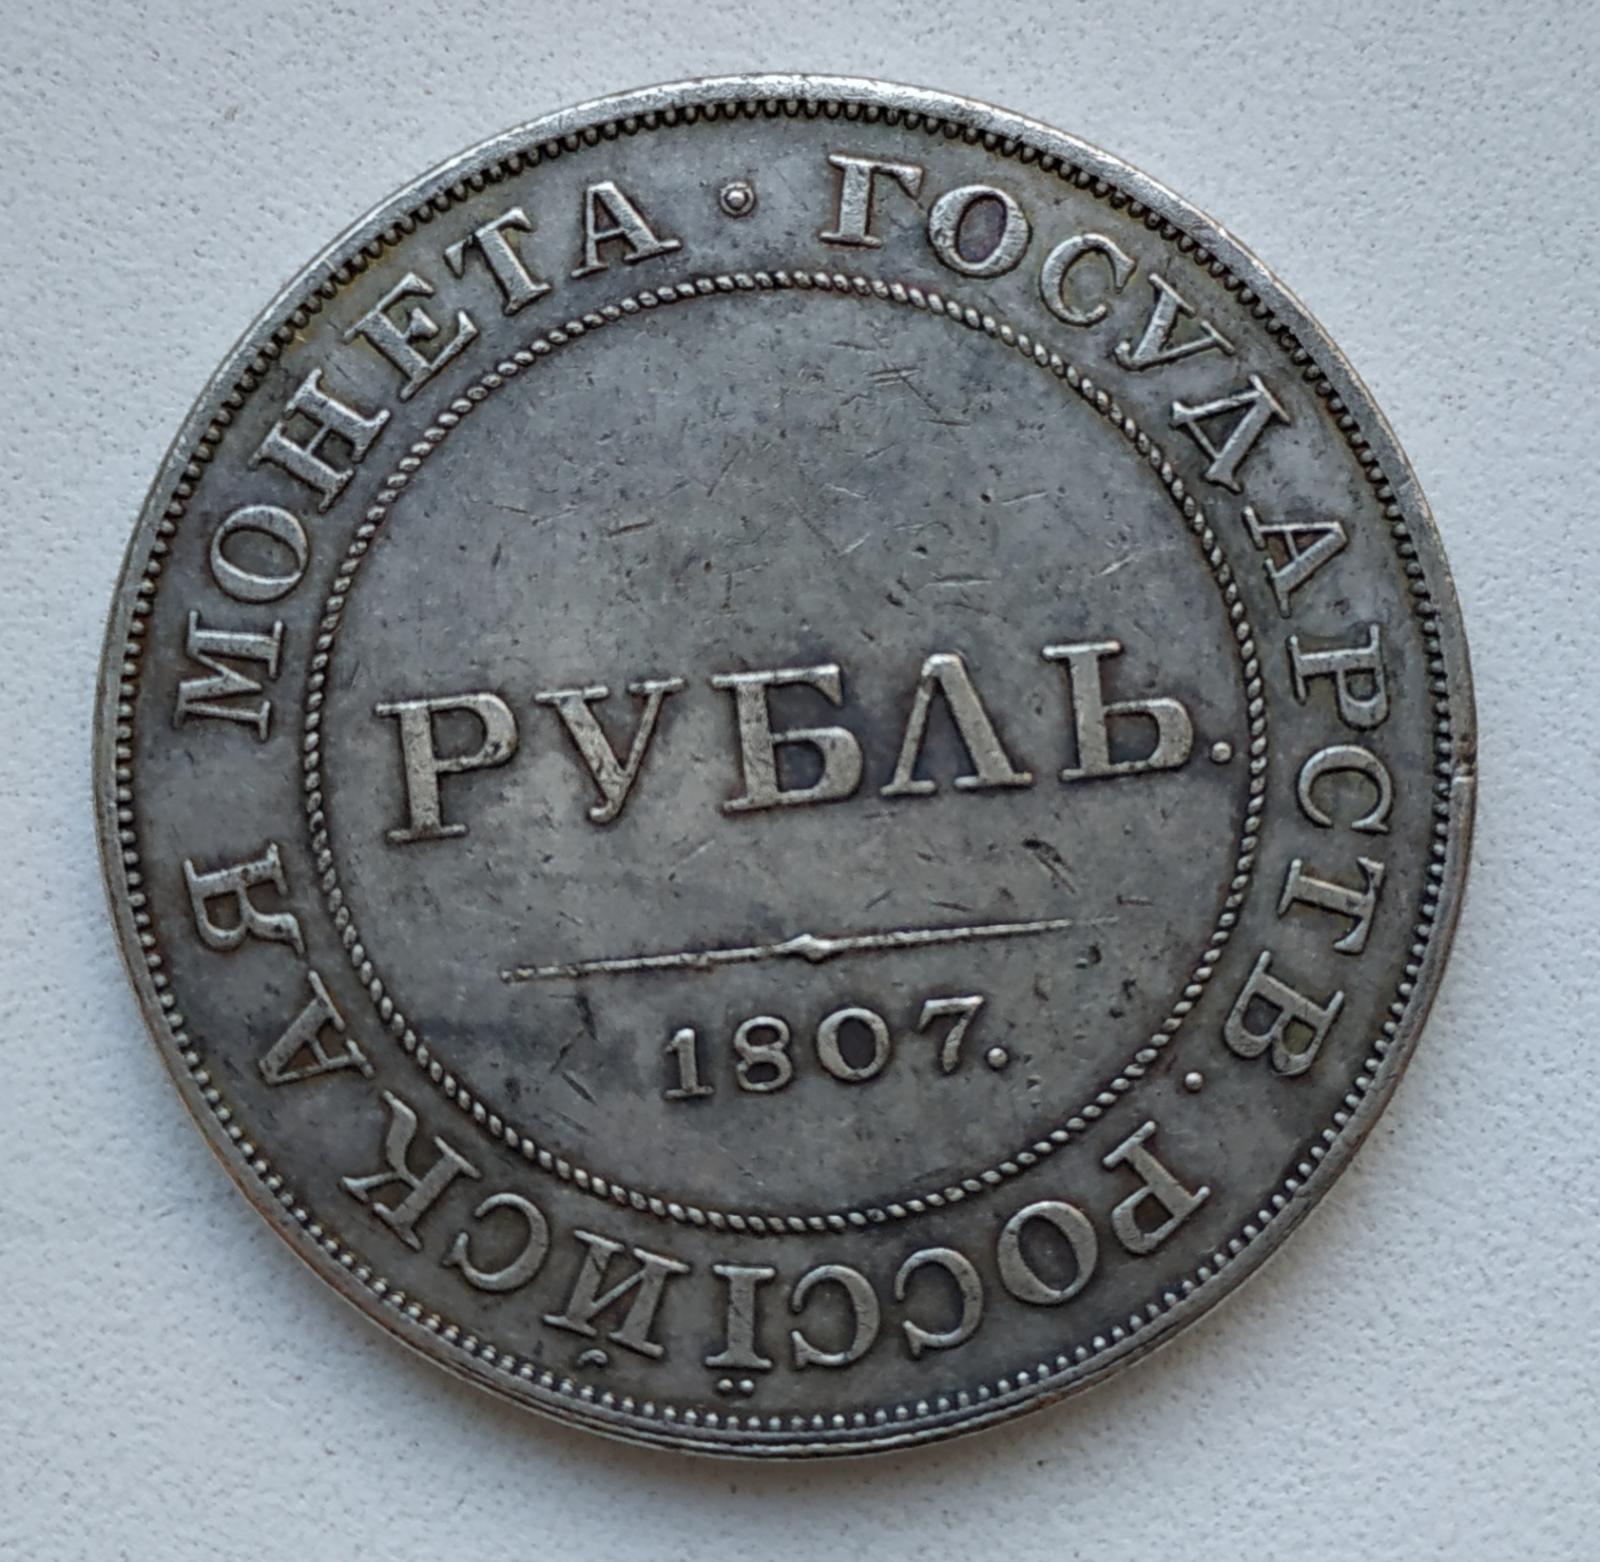 ГОСУДАРСТВ. РОССІЙСКАЯ МОНЕТА
РУБЛЬ.
1807.